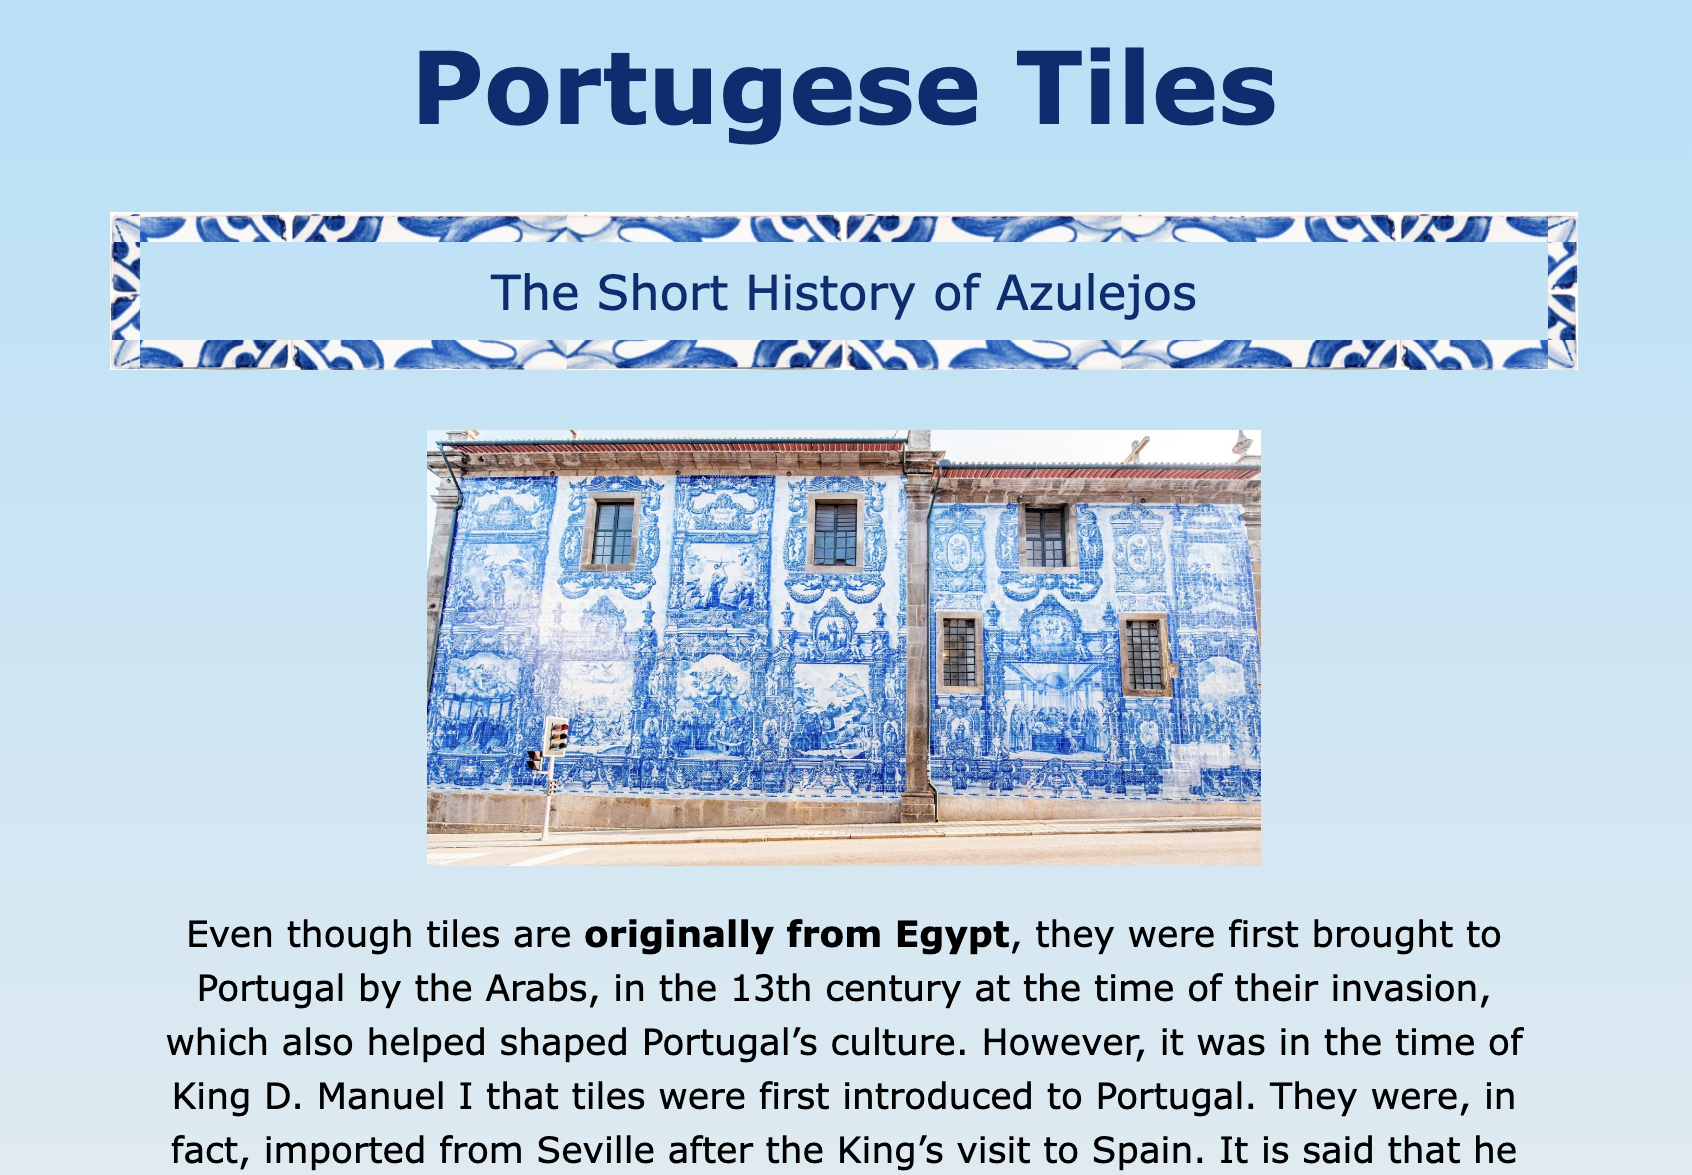 Portugese Tiles
The Short History of Azulejos
Even though tiles are originally from Egypt, they were first brought to
Portugal by the Arabs, in the 13th century at the time of their invasion,
which also helped shaped Portugal’s culture. However, it was in the time of
King D. Manuel I that tiles were first introduced to Portugal. They were, in
fact, imported from Seville after the King’s visit to Spain. It is said that he